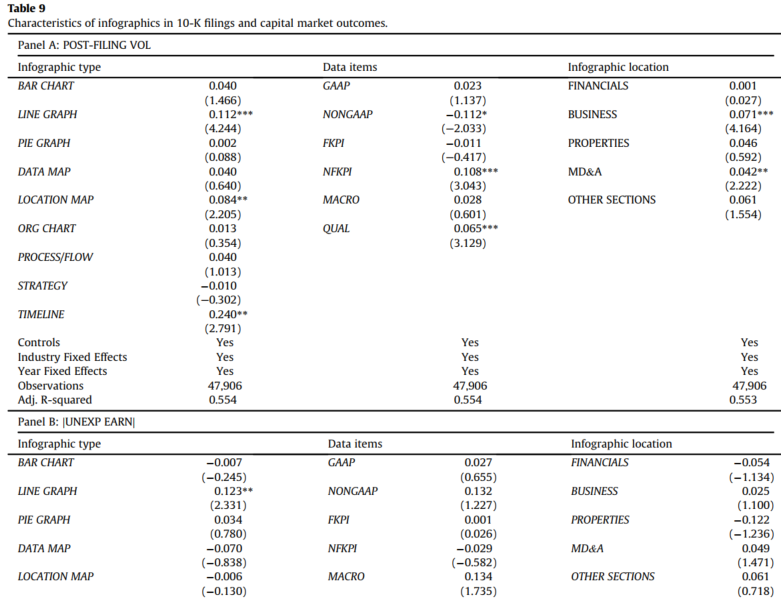 Table 9
Characteristics of infographics in 10-K filings and capital market outcomes.
Panel A: POST-FILING VOL
Infographic type Data items Infographic location
BAR CHART 0.040 GAAP 0.023 FINANCIALS 0.001
(1.466) (1.137) (0.027)
LINE GRAPH 0.112*** NONGAAP −0.112* BUSINESS 0.071***
(4.244) (−2.033) (4.164)
PIE GRAPH 0.002 FKPI −0.011 PROPERTIES 0.046
(0.088) (−0.417) (0.592)
DATA MAP 0.040 NFKPI 0.108*** MD&A 0.042**
(0.640) (3.043) (2.222)
LOCATION MAP 0.084** MACRO 0.028 OTHER SECTIONS 0.061
(2.205) (0.601) (1.554)
ORG CHART 0.013 QUAL 0.065***
(0.354) (3.129)
PROCESS/FLOW 0.040
(1.013)
STRATEGY −0.010
(−0.302)
TIMELINE 0.240**
(2.791)
Controls Yes Yes Yes
Industry Fixed Effects Yes Yes Yes
Year Fixed Effects Yes Yes Yes
Observations 47,906 47,906 47,906
Adj. R-squared 0.554 0.554 0.553
Panel B: |UNEXP EARN|
Infographic type Data items Infographic location
BAR CHART −0.007 GAAP 0.027 FINANCIALS −0.054
(−0.245) (0.655) (−1.134)
LINE GRAPH 0.123** NONGAAP 0.132 BUSINESS 0.025
(2.331) (1.227) (1.100)
PIE GRAPH 0.034 FKPI 0.001 PROPERTIES −0.122
(0.780) (0.026) (−1.236)
DATA MAP −0.070 NFKPI −0.029 MD&A 0.049
(−0.838) (−0.582) (1.471)
LOCATION MAP −0.006 MACRO 0.134 OTHER SECTIONS 0.061
(−0.130) (1.735) (0.718)